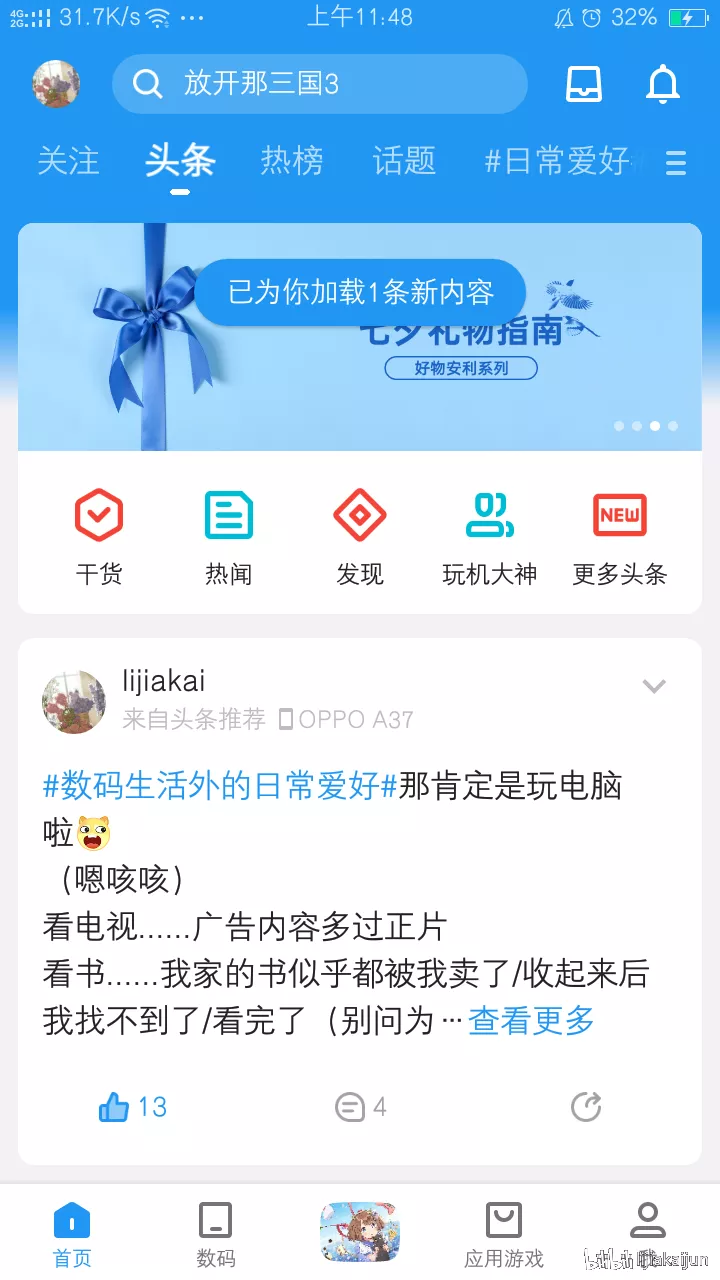 4G 2G 31.7K/s 上午11:48 32%
放开那三国3
关注 头条 热榜 话题 #日常爱好#
已为你加载1条新内容
七夕礼物指南
好物安利系列
干货 热闻 发现 NEW
玩机大神 更多头条
lijiakai
来自头条推荐 OPPO A37
#数码生活外的日常爱好#那肯定是玩电脑
啦
（嗯咳咳）
看电视......广告内容多过正片
看书......我家的书似乎都被我卖了/收起来后
我找不到了/看完了（别问为 ···查看更多
13 4
首页 数码 应用游戏 我
bilibili lijiakaijun